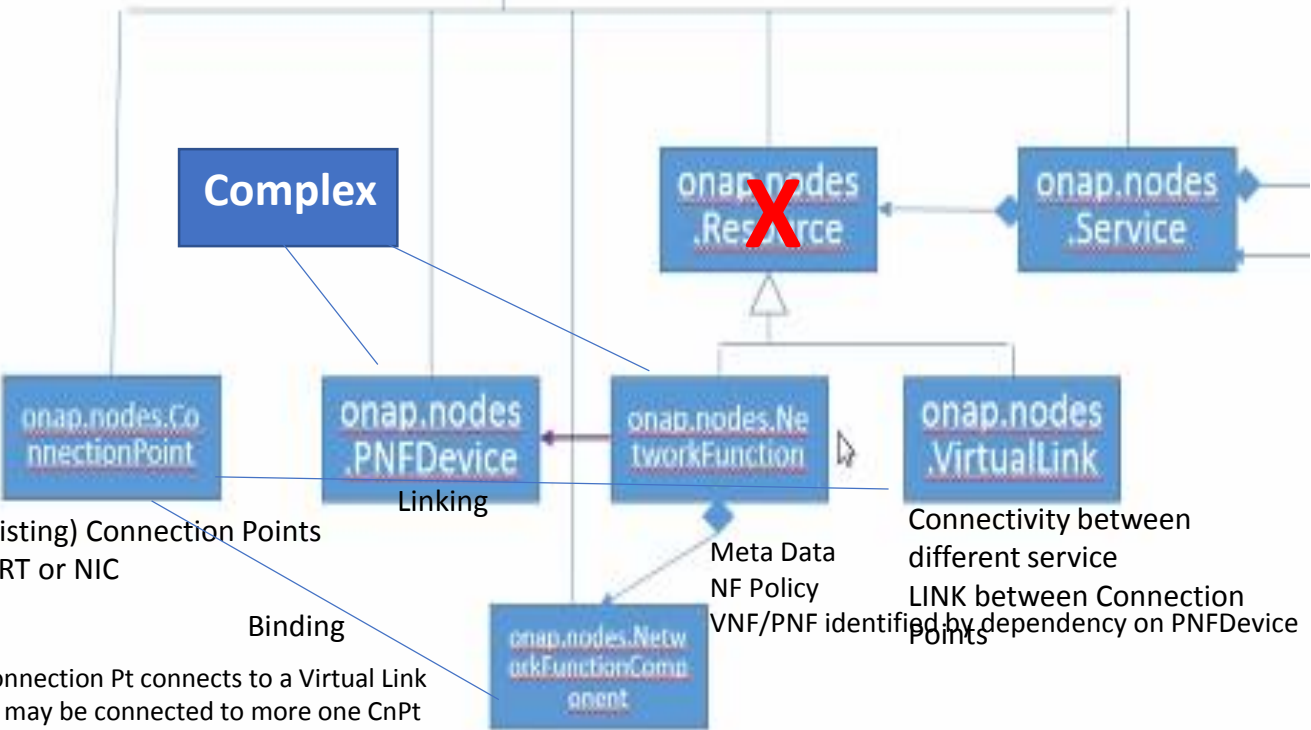 Complex
onap.nodes
.Resource
X
onap.nodes
.Service
onap.nodes.Co
nnectionPoint
onap.nodes
.PNFDevice
onap.nodes.Ne
tworkFunction
onap.nodes
.VirtualLink
Linking
isting) Connection Points
RT or NIC
Meta Data
NF Policy
VNF/PNF identified by dependency on PNFDevice
Connectivity between
different service
LINK between Connection
Points
Binding
onap.nodes.Netw
orkFunctionComp
onent
onnection Pt connects to a Virtual Link
may be connected to more one CnPt